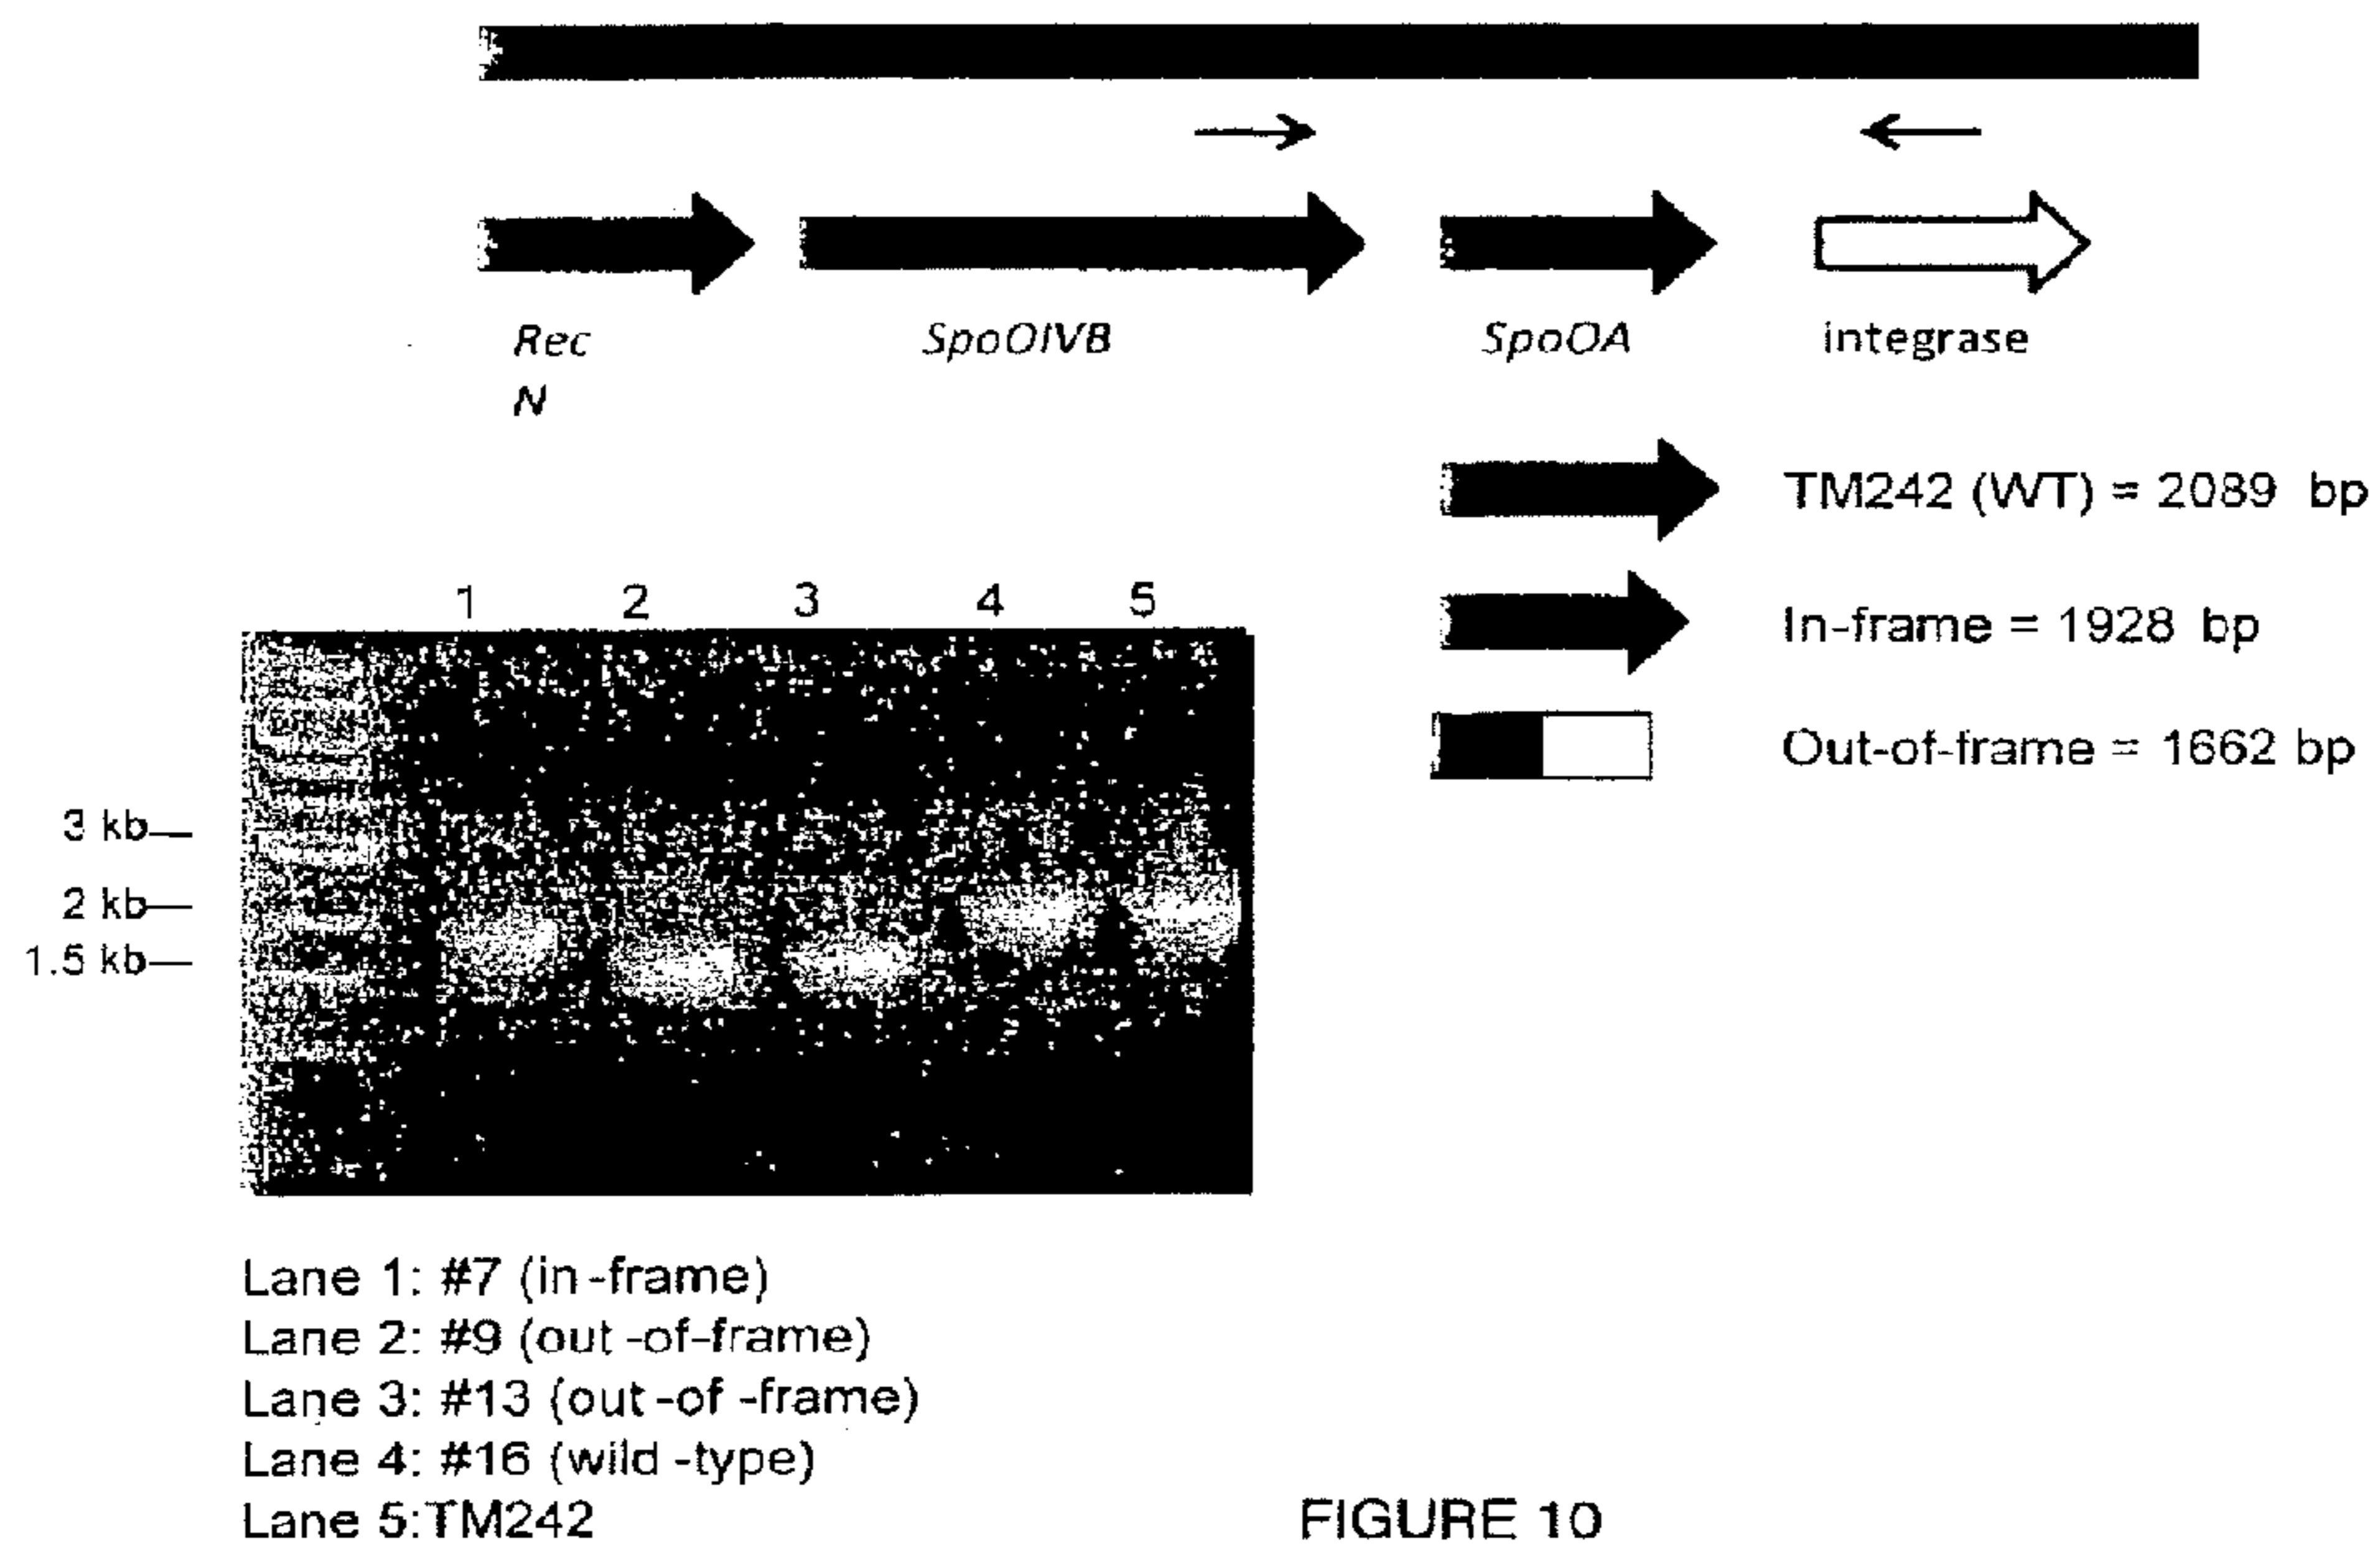 Rec
N
SpoOIVB
SpoOA
integrase
TM242 (WT) = 2089 bp
In-frame = 1928 bp
Out-of-frame = 1662 bp
1 2 3 4 5
3 kb
2 kb
1.5 kb
Lane 1: #7 (in-frame)
Lane 2: #9 (out-of-frame)
Lane 3: #13 (out-of-frame)
Lane 4: #16 (wild-type)
Lane 5:TM242
FIGURE 10